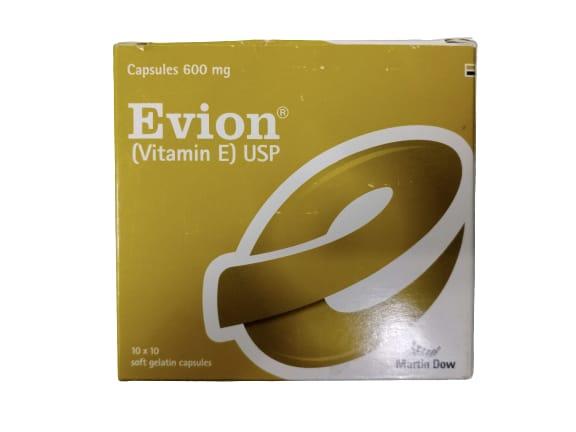 Capsules 600 mg
Evion®
(Vitamin E) USP
10 x 10
soft gelatin capsules
Martin Dow